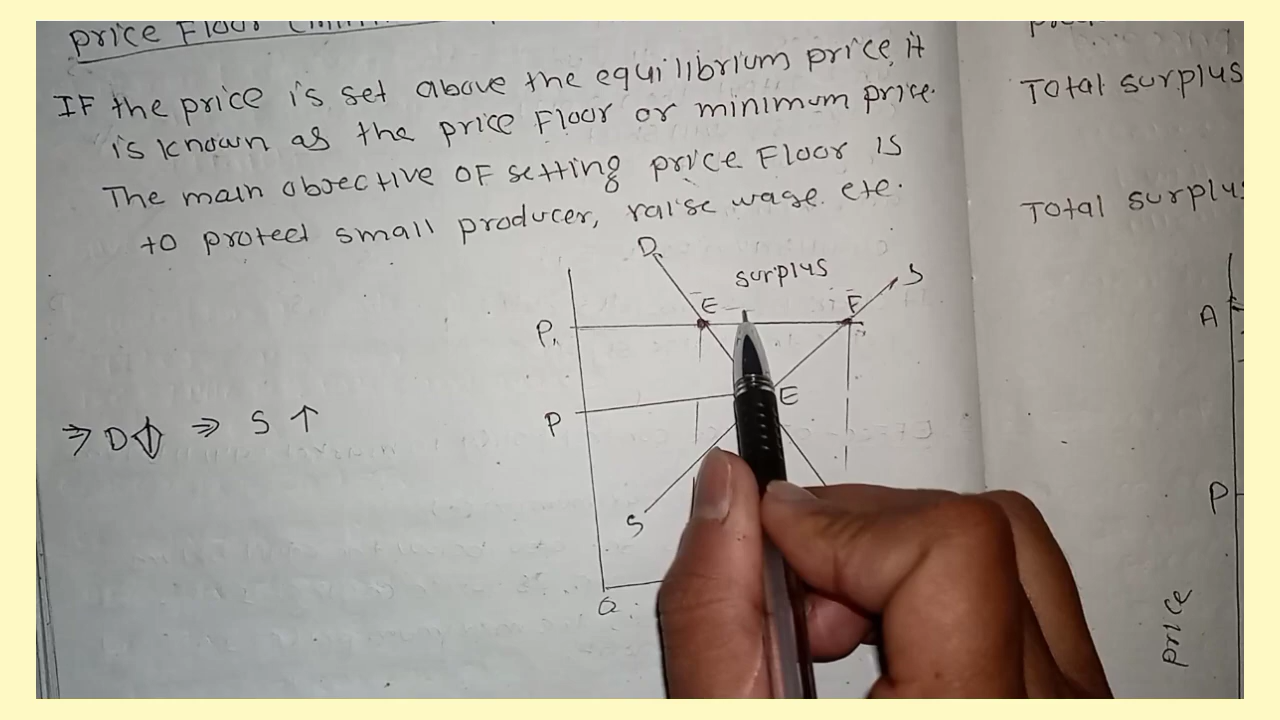 Price Floor
IF the price is set above the equilibrium price, it
is known as the price Floor or minimum price.
The main objective OF setting price Floor is
to protect small producer, raise wage etc.
D
surplus
S
E
F
P₁
E
P
⇒ D ⇒ S ↑
S
O
Total surplus
Total surplus
A
P
price